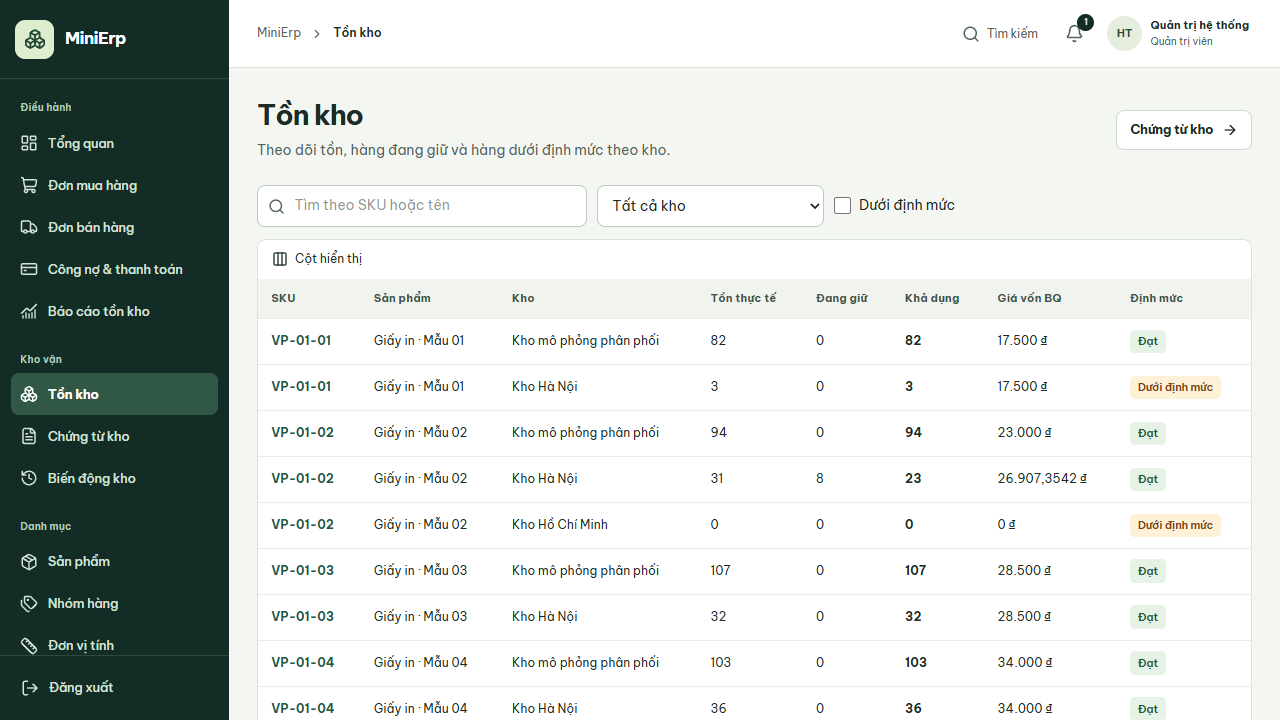 MiniErp
Điều hành
Tổng quan
Đơn mua hàng
Đơn bán hàng
Công nợ & thanh toán
Báo cáo tồn kho
Kho vận
Tồn kho
Chứng từ kho
Biến động kho
Danh mục
Sản phẩm
Nhóm hàng
Đơn vị tính
Đăng xuất
MiniErp > Tồn kho
Tìm kiếm
1
HT
Quản trị hệ thống
Quản trị viên
Tồn kho
Theo dõi tồn, hàng đang giữ và hàng dưới định mức theo kho.
Chứng từ kho
Tìm theo SKU hoặc tên
Tất cả kho
Dưới định mức
Cột hiển thị
SKU Sản phẩm Kho Tồn thực tế Đang giữ Khả dụng Giá vốn BQ Định mức
VP-01-01 Giấy in · Mẫu 01 Kho mô phỏng phân phối 82 0 82 17.500 ₫ Đạt
VP-01-01 Giấy in · Mẫu 01 Kho Hà Nội 3 0 3 17.500 ₫ Dưới định mức
VP-01-02 Giấy in · Mẫu 02 Kho mô phỏng phân phối 94 0 94 23.000 ₫ Đạt
VP-01-02 Giấy in · Mẫu 02 Kho Hà Nội 31 8 23 26.907,3542 ₫ Đạt
VP-01-02 Giấy in · Mẫu 02 Kho Hồ Chí Minh 0 0 0 0 ₫ Dưới định mức
VP-01-03 Giấy in · Mẫu 03 Kho mô phỏng phân phối 107 0 107 28.500 ₫ Đạt
VP-01-03 Giấy in · Mẫu 03 Kho Hà Nội 32 0 32 28.500 ₫ Đạt
VP-01-04 Giấy in · Mẫu 04 Kho mô phỏng phân phối 103 0 103 34.000 ₫ Đạt
VP-01-04 Giấy in · Mẫu 04 Kho Hà Nội 36 0 36 34.000 ₫ Đạt